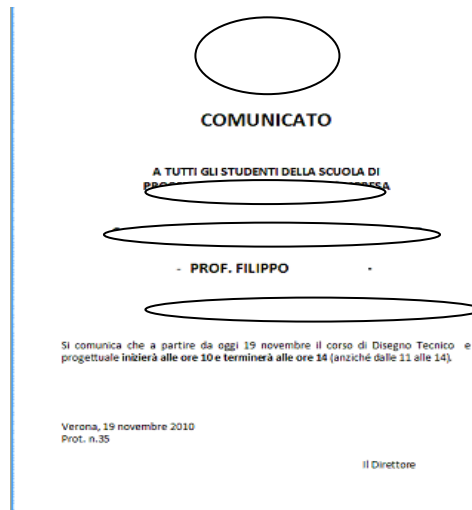 COMUNICATO
A TUTTI GLI STUDENTI DELLA SCUOLA DI
- PROF. FILIPPO -
Si comunica che a partire da oggi 19 novembre il corso di Disegno Tecnico e
progettuale inizierà alle ore 10 e terminerà alle ore 14 (anziché dalle 11 alle 14).
Verona, 19 novembre 2010
Prot. n.35
Il Direttore